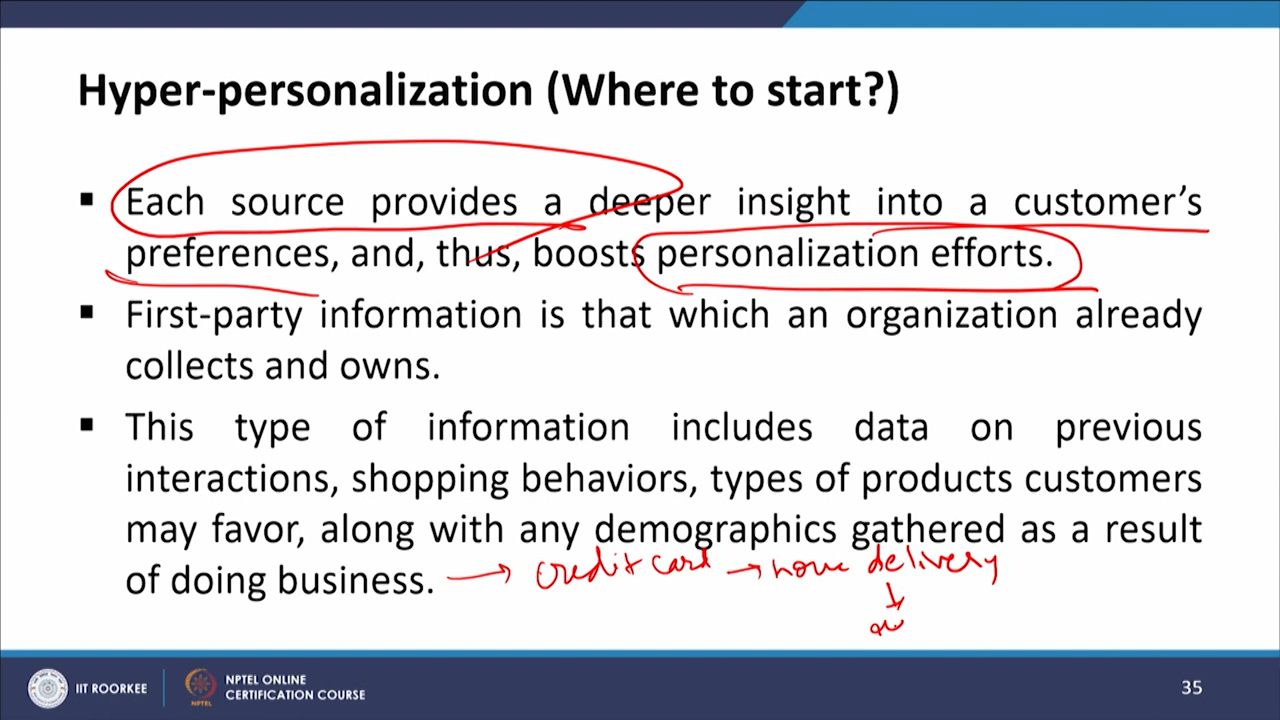 Hyper-personalization (Where to start?)
▪ Each source provides a deeper insight into a customer's
preferences, and, thus, boosts personalization efforts.
▪ First-party information is that which an organization already
collects and owns.
▪ This type of information includes data on previous
interactions, shopping behaviors, types of products customers
may favor, along with any demographics gathered as a result
of doing business. → credit card → home delivery
IIT ROORKEE
NPTEL ONLINE
CERTIFICATION COURSE
NPTEL
35